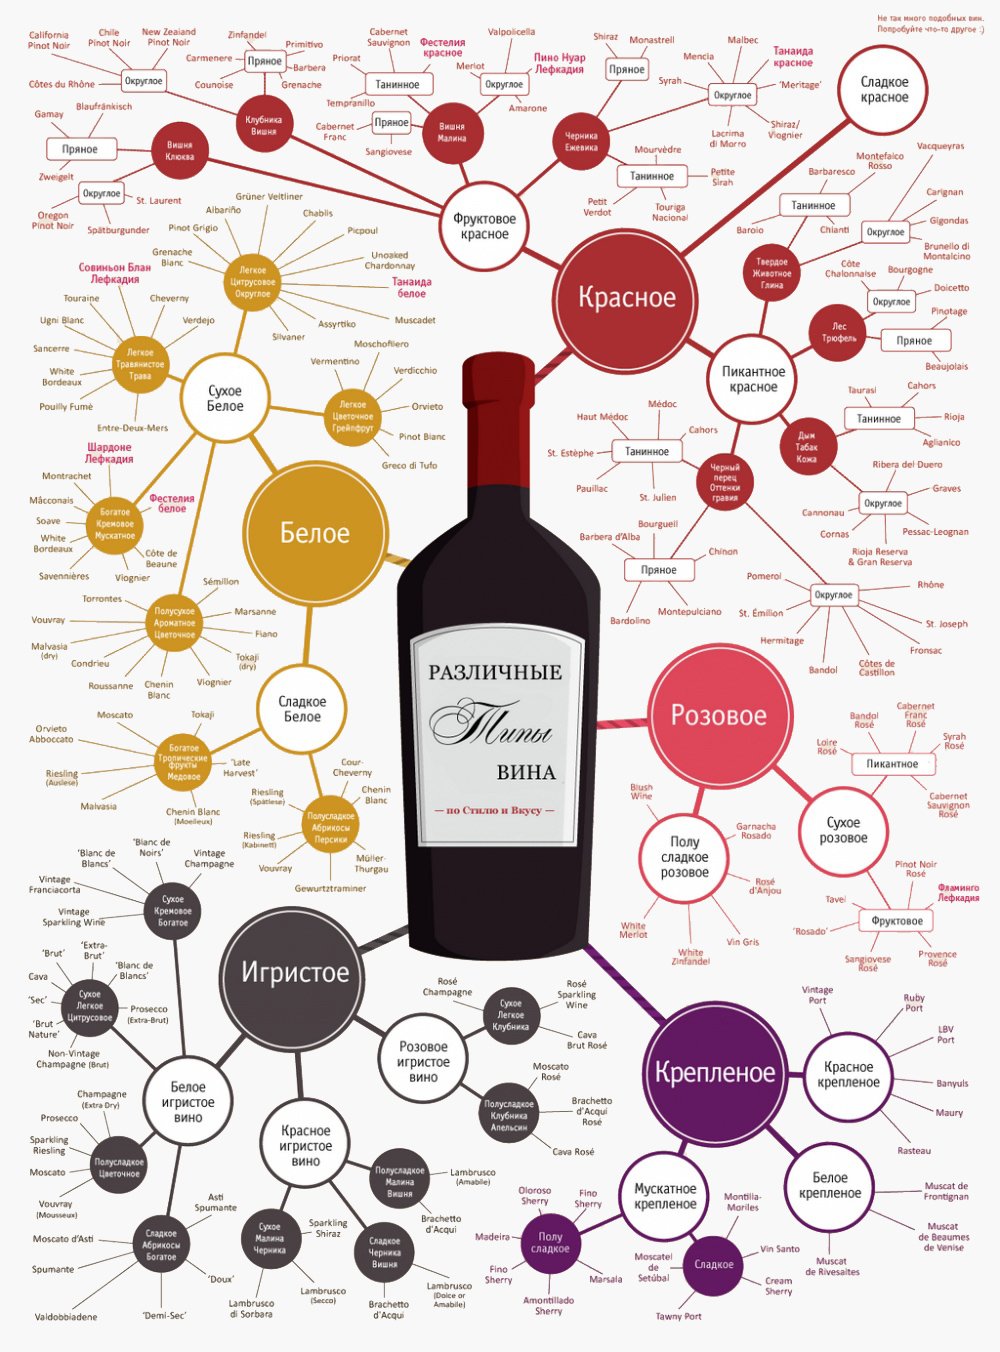 Не так много подобных вин.
Попробуйте что-то другое :)
Сладкое
красное
California
Pinot Noir
Chile
Pinot Noir
New Zealand
Pinot Noir
Côtes du Rhône
Округлое
Zinfandel
Primitivo
Carmenere
Пряное
Barbera
Counoise
Grenache
Клубника
Вишня
Cabernet
Sauvignon
Фестелия
красное
Priorat
Танинное
Tempranillo
Valpolicella
Merlot
Округлое
Amarone
Cabernet
Franc
Пряное
Sangiovese
Вишня
Малина
Пино Нуар
Лефкадия
Shiraz
Monastrell
Пряное
Malbec
Mencia
Танаида
красное
Syrah
Округлое
'Meritage'
Lacrima
di Morro
Shiraz/
Viognier
Черника
Ежевика
Mourvèdre
Танинное
Petite
Sirah
Petit
Verdot
Touriga
Nacional
Gamay
Blaufränkisch
Пряное
Zweigelt
Вишня
Клюква
Округлое
St. Laurent
Oregon
Pinot Noir
Spätburgunder
Фруктовое
красное
Красное
Vacqueyras
Montefalco
Rosso
Barbaresco
Танинное
Barolo
Chianti
Carignan
Округлое
Gigondas
Brunello di
Montalcino
Твердое
Животное
Глина
Côte
Chalonnaise
Bourgogne
Округлое
Dolcetto
Лес
Трюфель
Pinotage
Пряное
Beaujolais
Пикантное
красное
Taurasi
Cahors
Танинное
Rioja
Aglianico
Дым
Табак
Кожа
Ribera del Duero
Graves
Округлое
Cannonau
Cornas
Pessac-Leognan
Rioja Reserva
& Gran Reserva
Médoc
Haut Médoc
Cahors
St. Estèphe
Танинное
Pauillac
St. Julien
Черный
перец
Оттенки
гравия
Bourgueil
Barbera d'Alba
Chinon
Пряное
Bardolino
Montepulciano
Pomerol
Rhône
Округлое
St. Émilion
St. Joseph
Hermitage
Fronsac
Bandol
Côtes de
Castillon
Grüner Veltliner
Albariño
Chablis
Pinot Grigio
Picpoul
Grenache
Blanc
Unoaked
Chardonnay
Легкое
Цитрусовое
Округлое
Танаида
белое
Muscadet
Assyrtiko
Silvaner
Совиньон Блан
Лефкадия
Touraine
Cheverny
Ugni Blanc
Verdejo
Sancerre
Легкое
Травянистое
Трава
White
Bordeaux
Pouilly Fumé
Entre-Deux-Mers
Сухое
Белое
Moschofilero
Vermentino
Verdicchio
Легкое
Цветочное
Грейпфрут
Orvieto
Pinot Blanc
Greco di Tufo
Шардоне
Лефкадия
Montrachet
Фестелия
белое
Mâcconais
Богатое
Кремовое
Мускатное
Soave
White
Bordeaux
Côte de
Beaune
Savennières
Viognier
Белое
Sémillon
Torrontes
Marsanne
Vouvray
Полусухое
Ароматное
Цветочное
Fiano
Malvasia
(dry)
Tokaji
(dry)
Condrieu
Viognier
Roussanne
Chenin
Blanc
Сладкое
Белое
Moscato
Tokaji
Orvieto
Abboccato
Богатое
Тропические
фрукты
Медовое
'Late
Harvest'
Riesling
(Auslese)
Malvasia
Chenin Blanc
(Moelleux)
Cour-
Cheverny
Riesling
(Spätlese)
Chenin
Blanc
Полусладкое
Абрикосы
Персики
Riesling
(Kabinett)
Vouvray
Müller-
Thurgau
Gewurtztraminer
РАЗЛИЧНЫЕ
Типы
ВИНА
— по Стилю и Вкусу —
Розовое
Blush
Wine
Полу
сладкое
розовое
Garnacha
Rosado
Rosé
d'Anjou
White
Merlot
White
Zinfandel
Vin Gris
Сухое
розовое
Bandol
Rosé
Cabernet
Franc
Rosé
Loire
Rosé
Syrah
Rosé
Пикантное
Cabernet
Sauvignon
Rosé
Pinot Noir
Rosé
Фламинго
Лефкадия
Tavel
Фруктовое
'Rosado'
Sangiovese
Rosé
Provence
Rosé
Игристое
'Blanc de
Noirs'
'Blanc de
Blancs'
Vintage
Champagne
Vintage
Franciacorta
Сухое
Кремовое
Богатое
Vintage
Sparkling Wine
'Extra-
Brut'
'Brut'
'Blanc de
Blancs'
Cava
Сухое
Легкое
Цитрусовое
'Sec'
Prosecco
(Extra-Brut)
'Brut
Nature'
Non-Vintage
Champagne (Brut)
Белое
игристое
вино
Champagne
(Extra Dry)
Prosecco
Sparkling
Riesling
Полусладкое
Цветочное
Moscato
Vouvray
(Mousseux)
Asti
Spumante
Moscato d'Asti
Сладкое
Абрикосы
Богатое
Spumante
'Doux'
Valdobbiadene
'Demi-Sec'
Красное
игристое
вино
Сухое
Малина
Черника
Sparkling
Shiraz
Lambrusco
di Sorbara
Lambrusco
(Secco)
Полусладкое
Малина
Вишня
Lambrusco
(Amabile)
Brachetto
d'Acqui
Сладкое
Черника
Вишня
Lambrusco
(Dolce or
Amabile)
Brachetto
d'Acqui
Розовое
игристое
вино
Rosé
Champagne
Сухое
Легкое
Клубника
Rosé
Sparkling
Wine
Cava
Brut Rosé
Moscato
Rosé
Полусладкое
Клубника
Апельсин
Brachetto
d'Acqui
Rosé
Cava Rosé
Крепленое
Vintage
Port
Ruby
Port
LBV
Port
Красное
крепленое
Banyuls
Maury
Rasteau
Белое
крепленое
Muscat de
Frontignan
Muscat
de Beaumes
de Venise
Muscat
de Rivesaltes
Мускатное
крепленое
Oloroso
Sherry
Fino
Sherry
Madeira
Полу
сладкое
Fino
Sherry
Marsala
Amontillado
Sherry
Montilla-
Moriles
Moscatel
de
Setúbal
Сладкое
Vin Santo
Cream
Sherry
Tawny Port